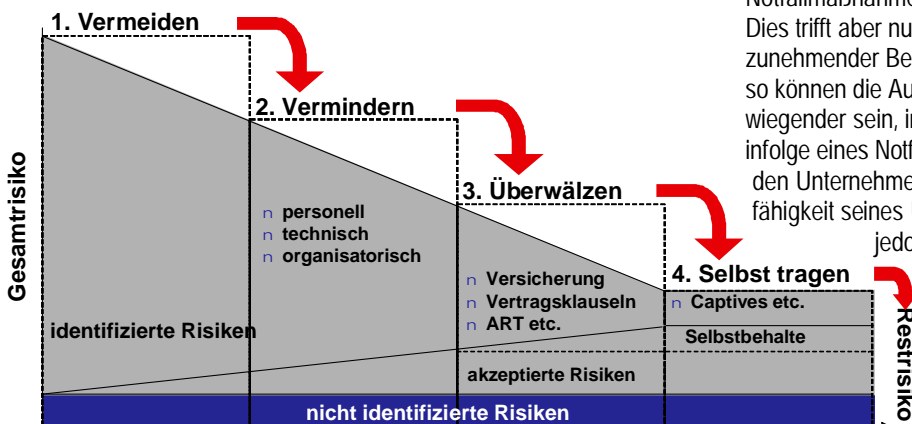 Notfallmaßnahme
Dies trifft aber nu
zunehmender Be
so können die Au
wiegender sein, i
infolge eines Notf
den Unternehme
fähigkeit seines
jedo
1. Vermeiden
2. Vermindern
n personell
n technisch
n organisatorisch
3. Überwälzen
n Versicherung
n Vertragsklauseln
n ART etc.
4. Selbst tragen
n Captives etc.
Selbstbehalte
akzeptierte Risiken
identifizierte Risiken
nicht identifizierte Risiken
Gesamtrisiko
Restrisiko